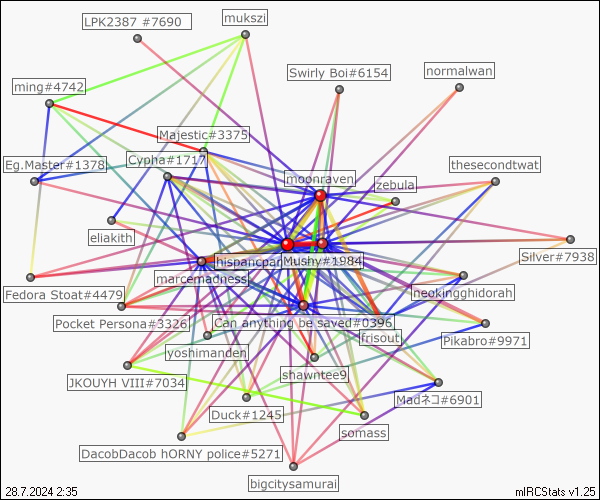 LPK2387 #7690
mukszi
Swirly Boi#6154
normalwan
ming#4742
Majestic#3375
Eg.Master#1378
Cypha#1717
moonraven
zebula
thesecondtwat
eliakith
hispanicpan
Mushy#1984
Silver#7938
marcemadness
Fedora Stoat#4479
neokingghidorah
Pocket Persona#3326
Can anything be saved#0396
frisout
Pikabro#9971
yoshimanden
shawntee9
JKOUYH VIII#7034
Madネコ#6901
Duck#1245
somass
DacobDacob hORNY police#5271
bigcitysamurai
28.7.2024 2:35
mIRCStats v1.25